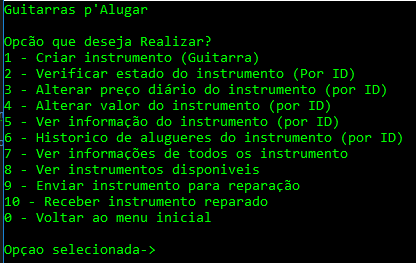 Guitarras p'Alugar
Opcão que deseja Realizar?
1 - Criar instrumento (Guitarra)
2 - Verificar estado do instrumento (Por ID)
3 - Alterar preço diário do instrumento (por ID)
4 - Alterar valor do instrumento (por ID)
5 - Ver informação do instrumento (por ID)
6 - Historico de alugueres do instrumento (por ID)
7 - Ver informações de todos os instrumento
8 - Ver instrumentos disponiveis
9 - Enviar instrumento para reparação
10 - Receber instrumento reparado
0 - Voltar ao menu inicial
Opçao selecionada->